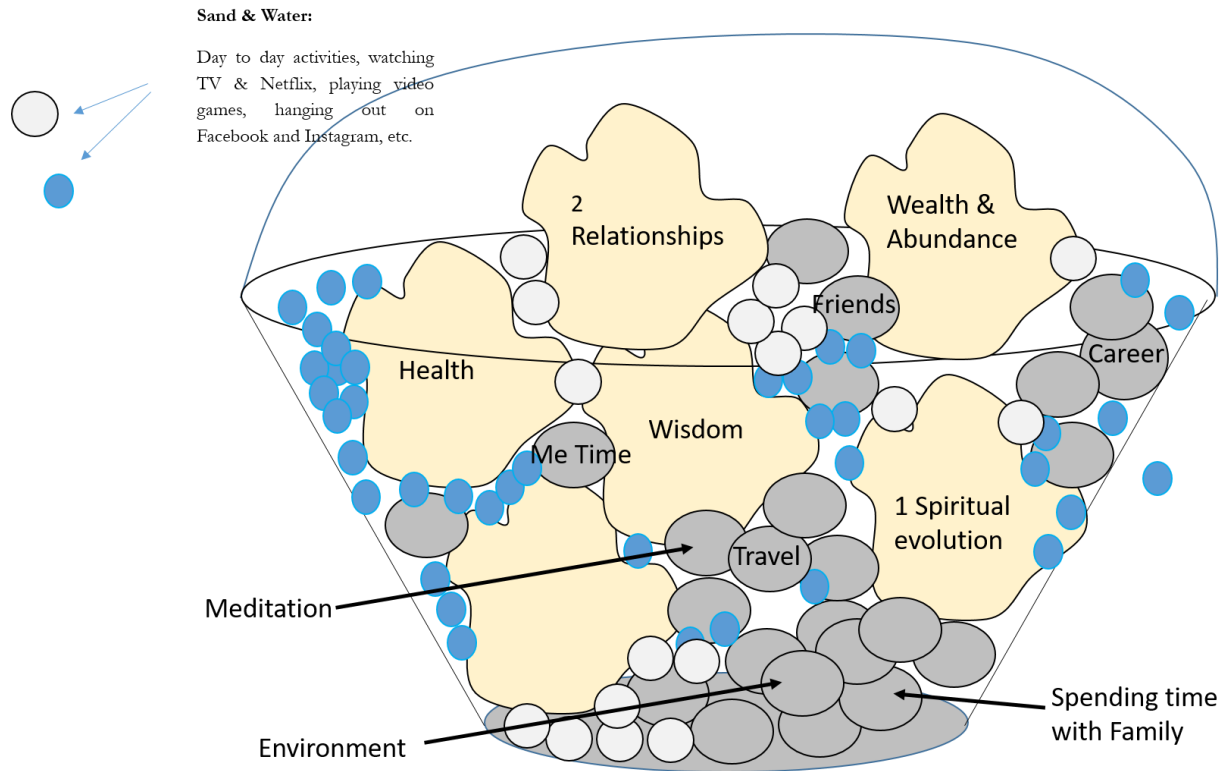 Sand & Water:
Day to day activities, watching
TV & Netflix, playing video
games, hanging out on
Facebook and Instagram, etc.
2
Relationships
Wealth &
Abundance
Friends
Career
Health
Wisdom
Me Time
1 Spiritual
evolution
Travel
Meditation
Environment
Spending time
with Family